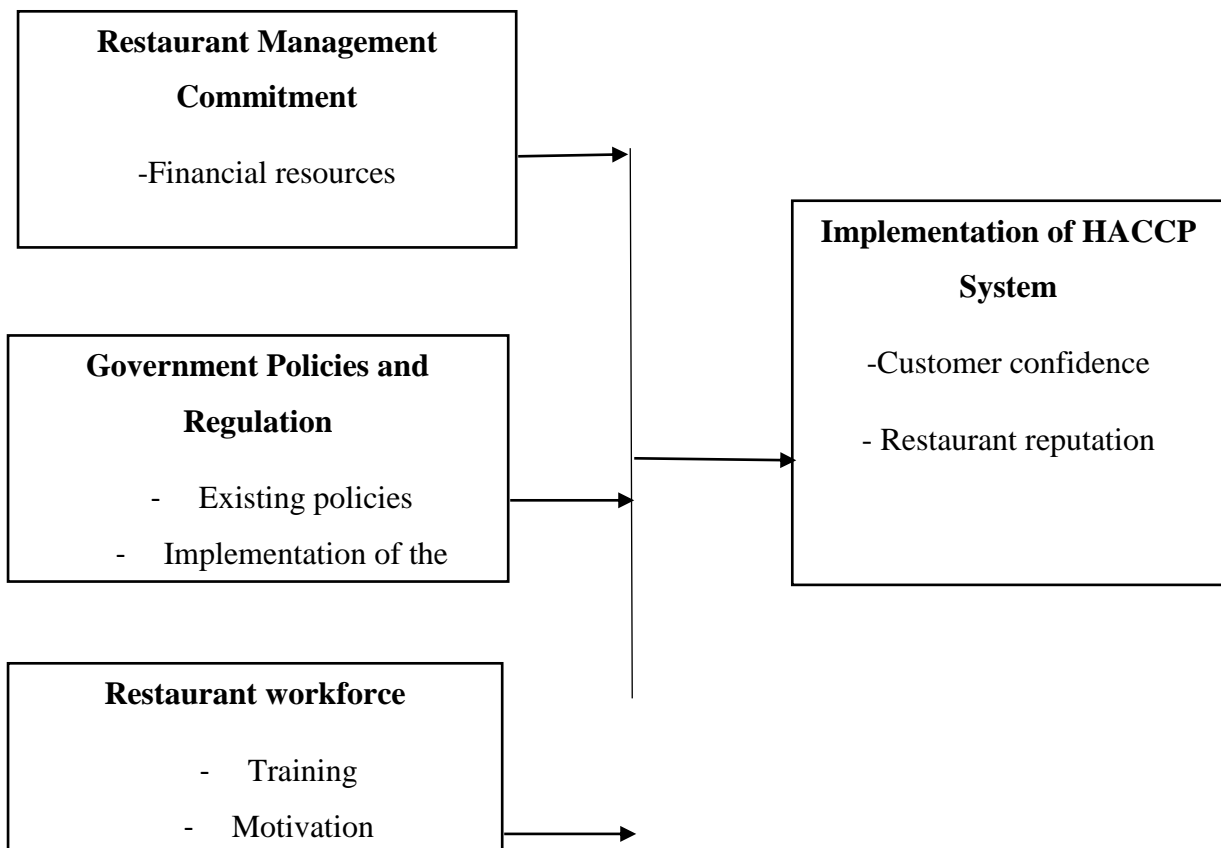 Restaurant Management
Commitment
-Financial resources
Government Policies and
Regulation
- Existing policies
- Implementation of the
Restaurant workforce
- Training
- Motivation
Implementation of HACCP
System
-Customer confidence
- Restaurant reputation